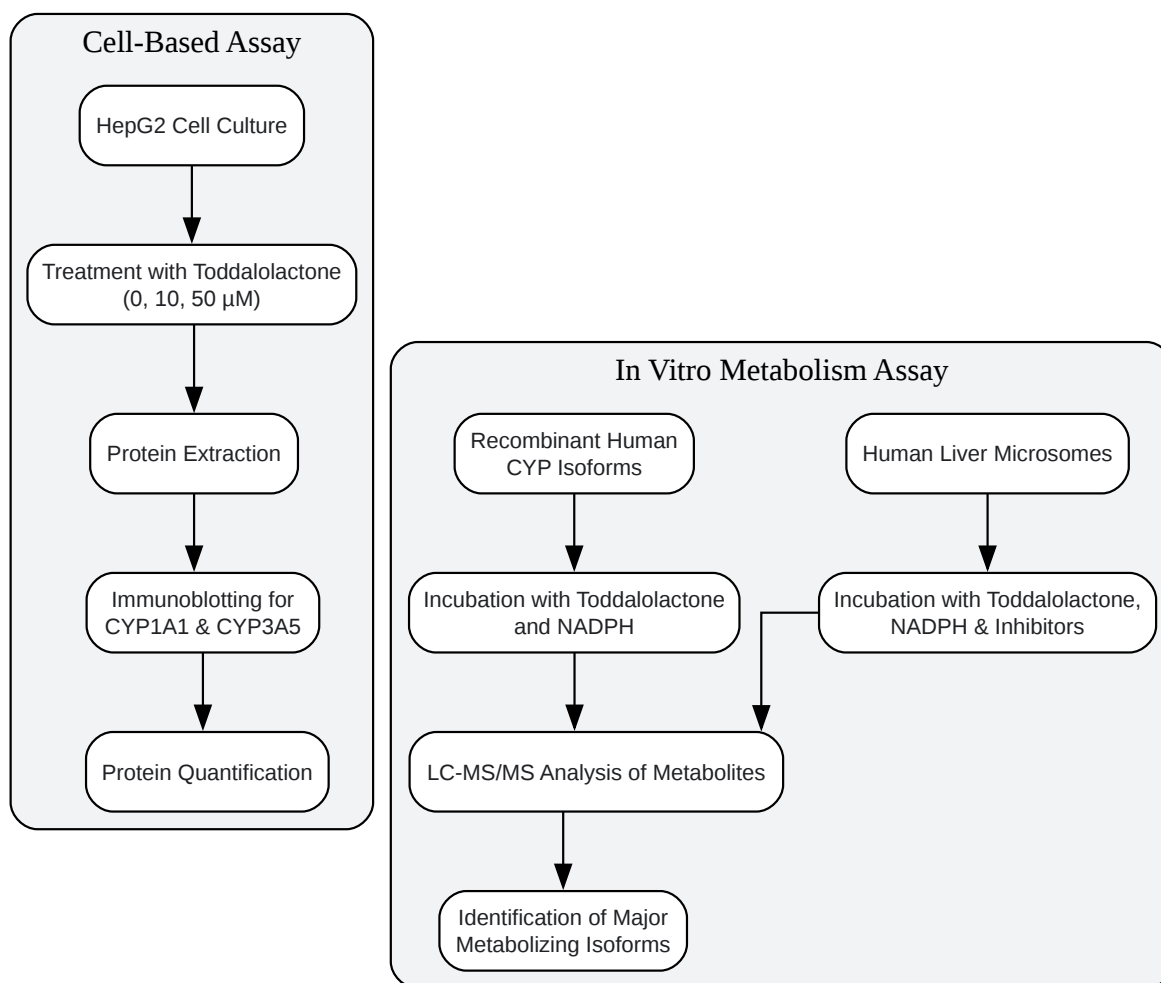 Cell-Based Assay
HepG2 Cell Culture
Treatment with Toddalolactone
(0, 10, 50 µM)
Protein Extraction
Immunoblotting for
CYP1A1 & CYP3A5
Protein Quantification
In Vitro Metabolism Assay
Recombinant Human
CYP Isoforms
Human Liver Microsomes
Incubation with Toddalolactone
and NADPH
Incubation with Toddalolactone,
NADPH & Inhibitors
LC-MS/MS Analysis of Metabolites
Identification of Major
Metabolizing Isoforms